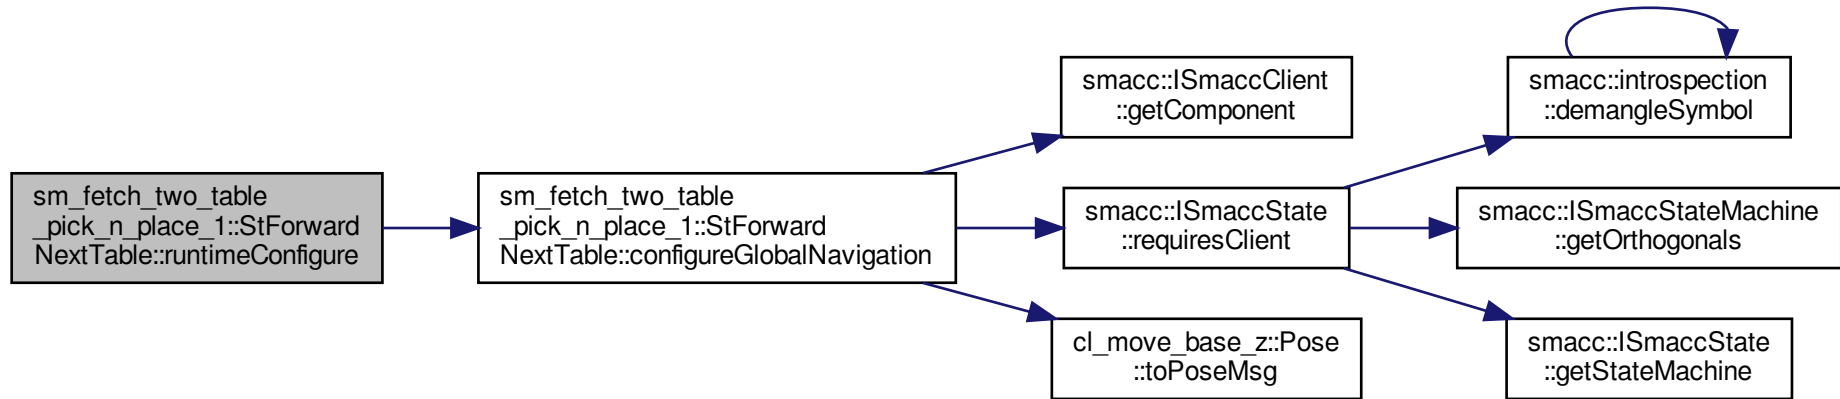 sm_fetch_two_table
_pick_n_place_1::StForward
NextTable::runtimeConfigure
sm_fetch_two_table
_pick_n_place_1::StForward
NextTable::configureGlobalNavigation
smacc::ISmaccClient
::getComponent
smacc::ISmaccState
::requiresClient
cl_move_base_z::Pose
::toPoseMsg
smacc::introspection
::demangleSymbol
smacc::ISmaccStateMachine
::getOrthogonals
smacc::ISmaccState
::getStateMachine